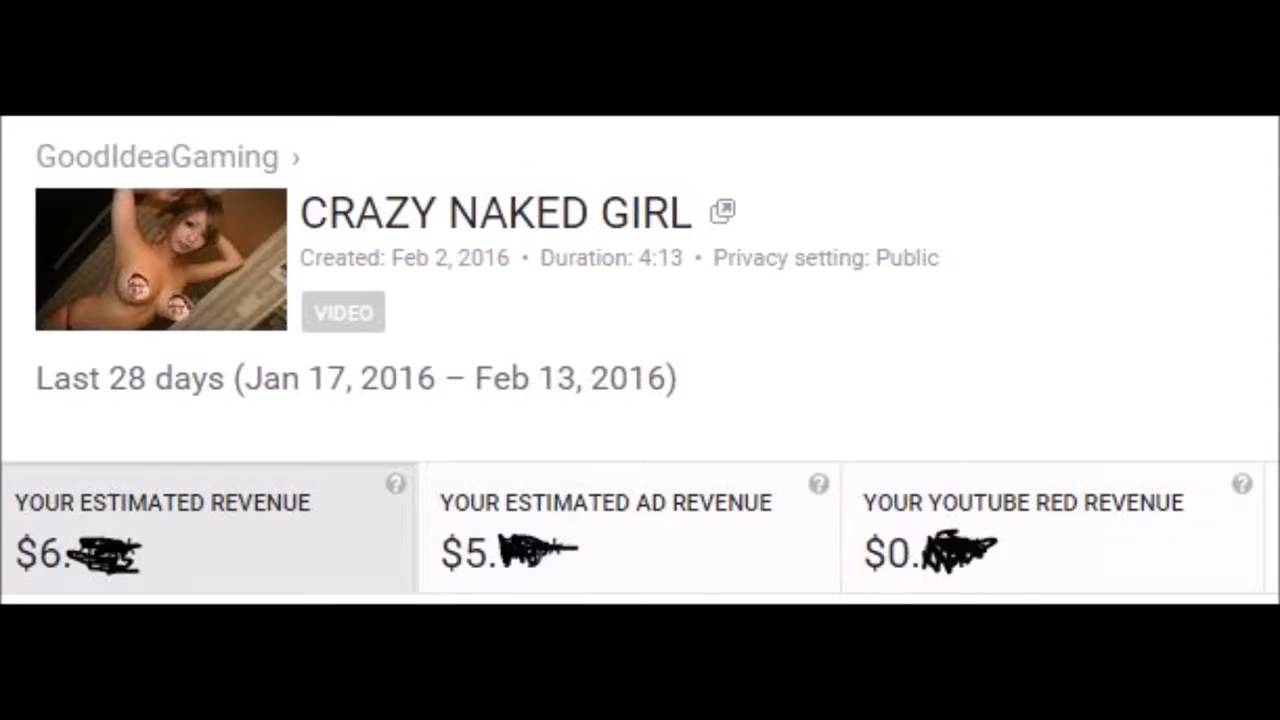 GoodIdeaGaming ›
CRAZY NAKED GIRL
Created: Feb 2, 2016 • Duration: 4:13 • Privacy setting: Public
VIDEO
Last 28 days (Jan 17, 2016 – Feb 13, 2016)
YOUR ESTIMATED REVENUE ?
$6.
YOUR ESTIMATED AD REVENUE ?
$5.
YOUR YOUTUBE RED REVENUE ?
$0.